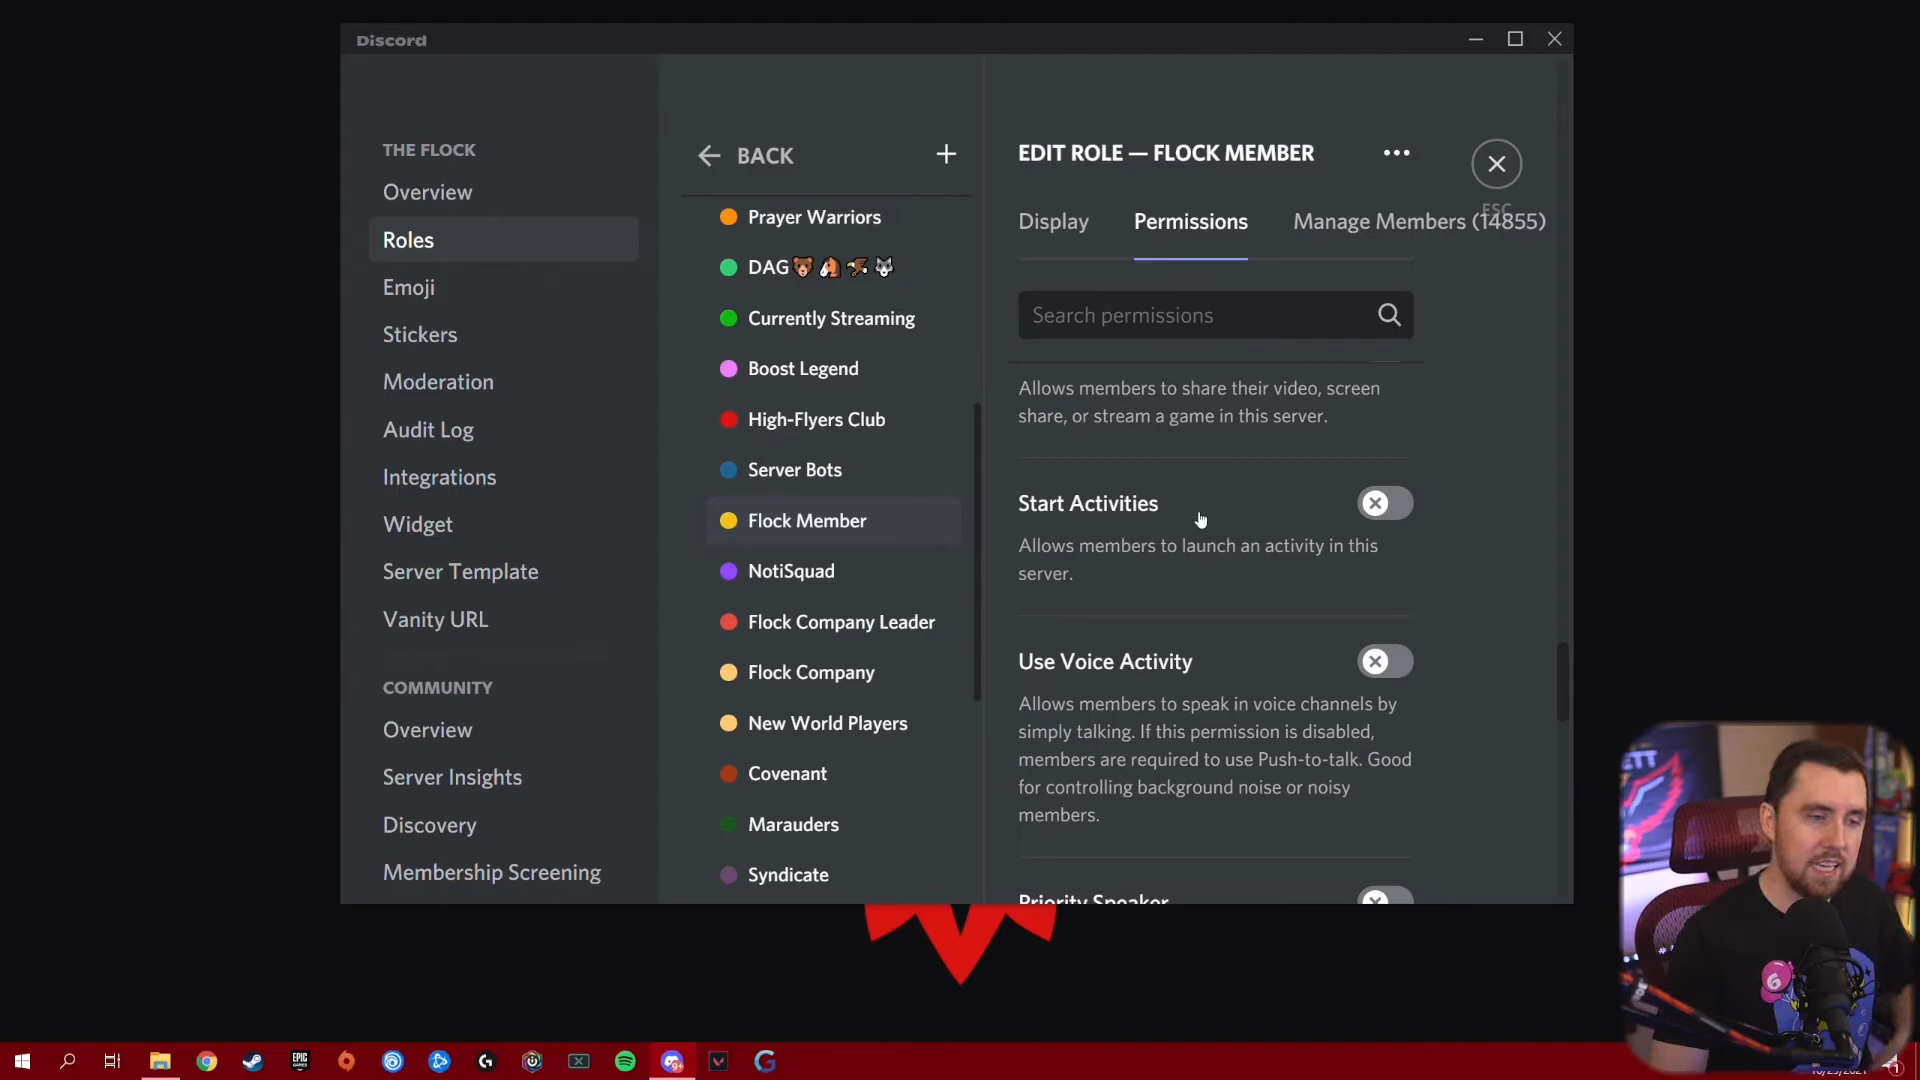 Discord
THE FLOCK
Overview
Roles
Emoji
Stickers
Moderation
Audit Log
Integrations
Widget
Server Template
Vanity URL
COMMUNITY
Overview
Server Insights
Discovery
Membership Screening
BACK
Prayer Warriors
DAG🐻🐴🦅🐺
Currently Streaming
Boost Legend
High-Flyers Club
Server Bots
Flock Member
NotiSquad
Flock Company Leader
Flock Company
New World Players
Covenant
Marauders
Syndicate
EDIT ROLE — FLOCK MEMBER
ESC
Display Permissions Manage Members (14855)
Search permissions
Allows members to share their video, screen
share, or stream a game in this server.
Start Activities
Allows members to launch an activity in this
server.
Use Voice Activity
Allows members to speak in voice channels by
simply talking. If this permission is disabled,
members are required to use Push-to-talk. Good
for controlling background noise or noisy
members.
Priority Speaker
EPIC
GAMES